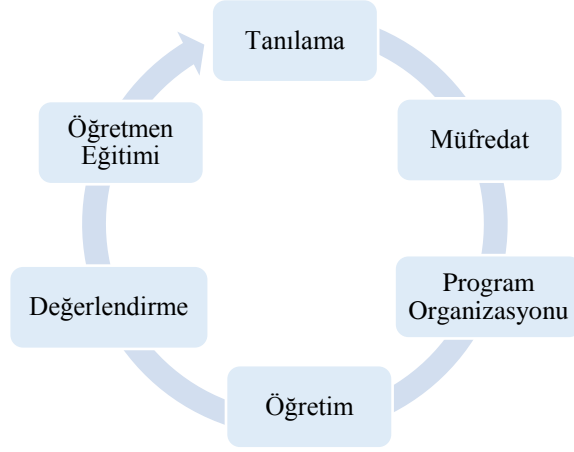 Tanılama
Müfredat
Program
Organizasyonu
Öğretim
Değerlendirme
Öğretmen
Eğitimi